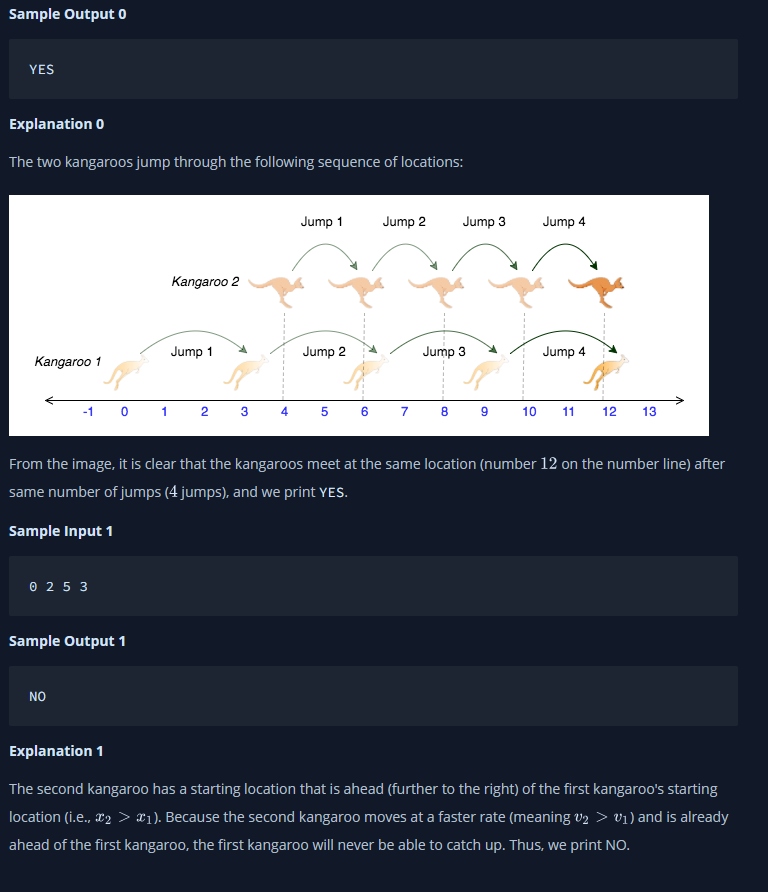 Sample Output 0
YES
Explanation 0
The two kangaroos jump through the following sequence of locations:
Jump 1 Jump 2 Jump 3 Jump 4
Kangaroo 2
Kangaroo 1
Jump 1 Jump 2 Jump 3 Jump 4
-1 0 1 2 3 4 5 6 7 8 9 10 11 12 13
From the image, it is clear that the kangaroos meet at the same location (number 12 on the number line) after
same number of jumps (4 jumps), and we print YES.
Sample Input 1
0 2 5 3
Sample Output 1
NO
Explanation 1
The second kangaroo has a starting location that is ahead (further to the right) of the first kangaroo's starting
location (i.e., x₂ > x₁). Because the second kangaroo moves at a faster rate (meaning v₂ > v₁) and is already
ahead of the first kangaroo, the first kangaroo will never be able to catch up. Thus, we print NO.